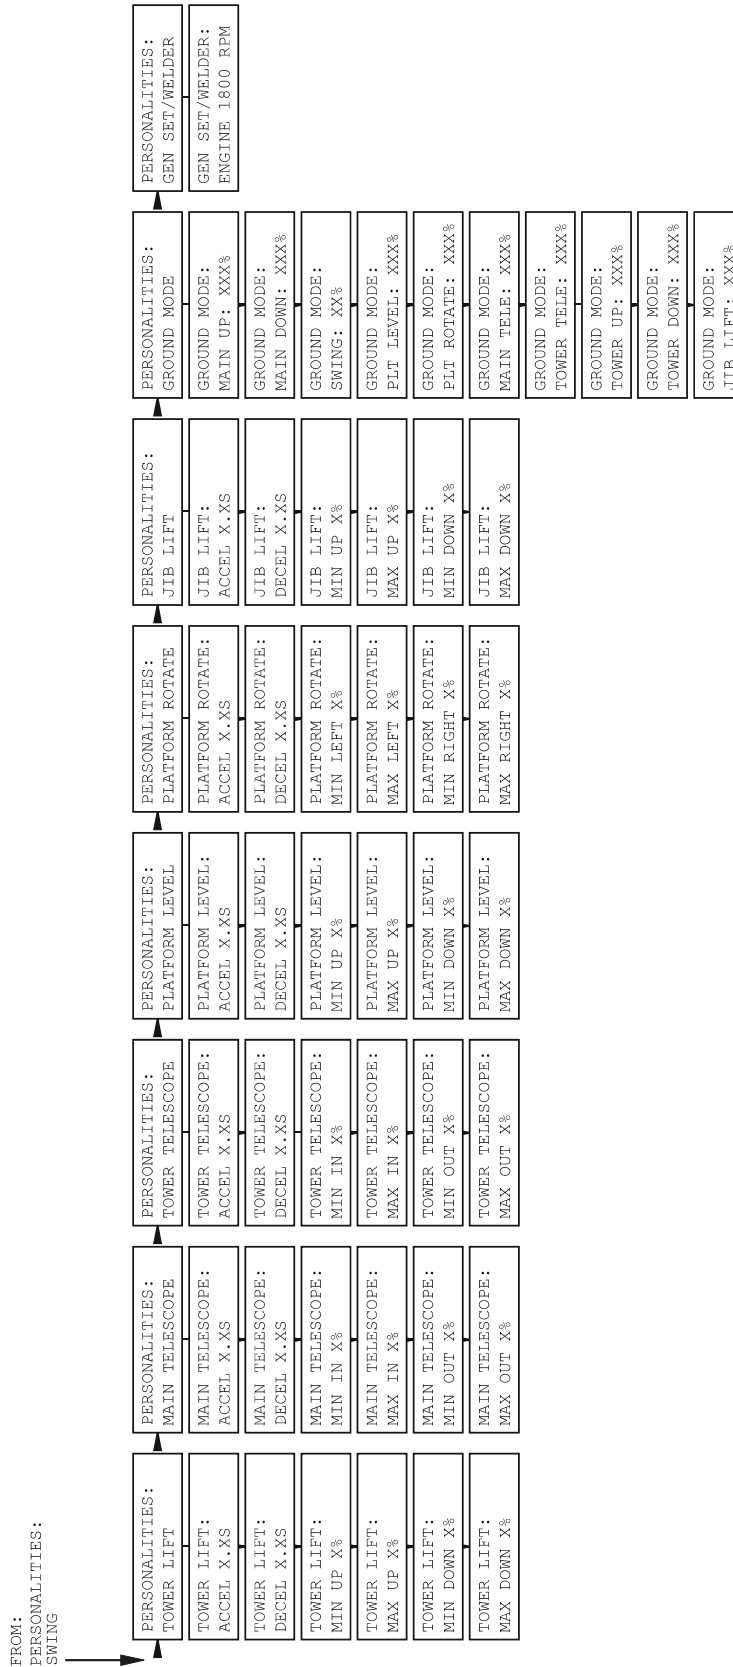 FROM:
PERSONALITIES:
SWING
PERSONALITIES:
TOWER LIFT
TOWER LIFT:
ACCEL X.XS
TOWER LIFT:
DECEL X.XS
TOWER LIFT:
MIN UP X%
TOWER LIFT:
MAX UP X%
TOWER LIFT:
MIN DOWN X%
TOWER LIFT:
MAX DOWN X%
PERSONALITIES:
MAIN TELESCOPE
MAIN TELESCOPE:
ACCEL X.XS
MAIN TELESCOPE:
DECEL X.XS
MAIN TELESCOPE:
MIN IN X%
MAIN TELESCOPE:
MAX IN X%
MAIN TELESCOPE:
MIN OUT X%
MAIN TELESCOPE:
MAX OUT X%
PERSONALITIES:
TOWER TELESCOPE
TOWER TELESCOPE:
ACCEL X.XS
TOWER TELESCOPE:
DECEL X.XS
TOWER TELESCOPE:
MIN IN X%
TOWER TELESCOPE:
MAX IN X%
TOWER TELESCOPE:
MIN OUT X%
TOWER TELESCOPE:
MAX OUT X%
PERSONALITIES:
PLATFORM LEVEL
PLATFORM LEVEL:
ACCEL X.XS
PLATFORM LEVEL:
DECEL X.XS
PLATFORM LEVEL:
MIN UP X%
PLATFORM LEVEL:
MAX UP X%
PLATFORM LEVEL:
MIN DOWN X%
PLATFORM LEVEL:
MAX DOWN X%
PERSONALITIES:
PLATFORM ROTATE
PLATFORM ROTATE:
ACCEL X.XS
PLATFORM ROTATE:
DECEL X.XS
PLATFORM ROTATE:
MIN LEFT X%
PLATFORM ROTATE:
MAX LEFT X%
PLATFORM ROTATE:
MIN RIGHT X%
PLATFORM ROTATE:
MAX RIGHT X%
PERSONALITIES:
JIB LIFT
JIB LIFT:
ACCEL X.XS
JIB LIFT:
DECEL X.XS
JIB LIFT:
MIN UP X%
JIB LIFT:
MAX UP X%
JIB LIFT:
MIN DOWN X%
JIB LIFT:
MAX DOWN X%
PERSONALITIES:
GROUND MODE
GROUND MODE:
MAIN UP: XXX%
GROUND MODE:
MAIN DOWN: XXX%
GROUND MODE:
SWING: XX%
GROUND MODE:
PLT LEVEL: XXX%
GROUND MODE:
PLT ROTATE: XXX%
GROUND MODE:
MAIN TELE: XXX%
GROUND MODE:
TOWER TELE: XXX%
GROUND MODE:
TOWER UP: XXX%
GROUND MODE:
TOWER DOWN: XXX%
GROUND MODE:
JIB LIFT: XXX%
PERSONALITIES:
GEN SET/WELDER
GEN SET/WELDER:
ENGINE 1800 RPM